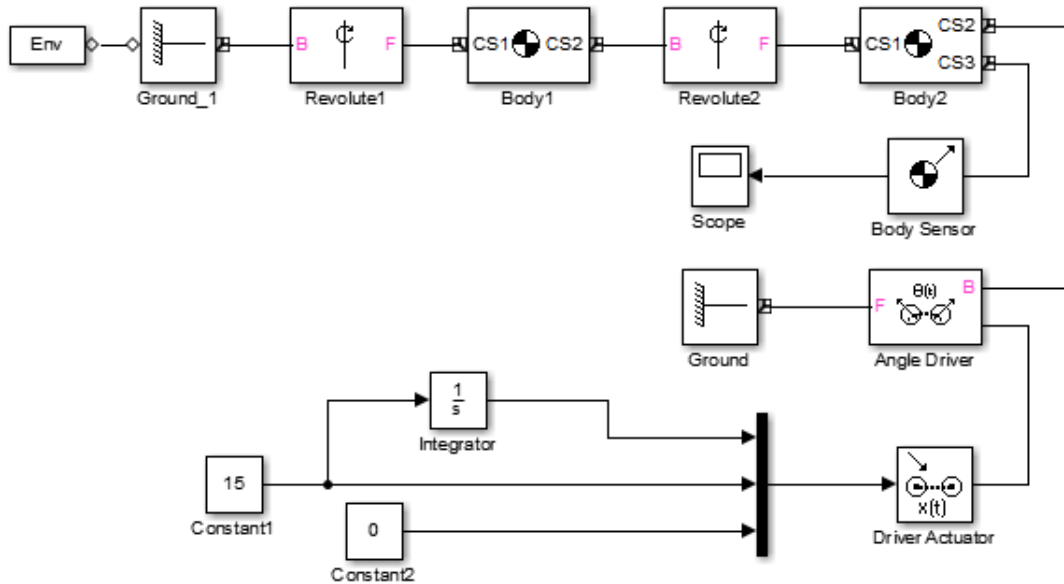 Env
Ground_1
B
F
Revolute1
CS1
CS2
Body1
B
F
Revolute2
CS1
CS2
CS3
Body2
Scope
Body Sensor
Ground
F
θ(t)
B
Angle Driver
1
s
Integrator
15
Constant1
0
Constant2
x(t)
Driver Actuator